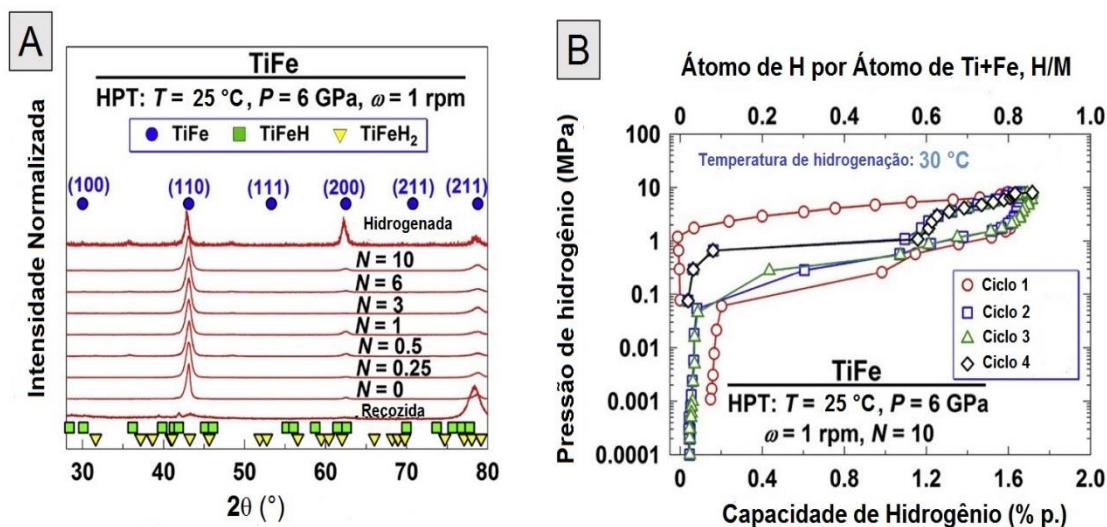 A
TiFe
HPT: T = 25 °C, P = 6 GPa, ω = 1 rpm
TiFe TiFeH TiFeH₂
(100) (110) (111) (200) (211) (211)
Hidrogenada
N = 10
N = 6
N = 3
N = 1
N = 0.5
N = 0.25
N = 0
Recozida
30 40 50 60 70 80
2θ (°)
Intensidade Normalizada
B
Átomo de H por Átomo de Ti+Fe, H/M
0 0.2 0.4 0.6 0.8 1.0
Temperatura de hidrogenação: 30 °C
100
10
1
0.1
0.01
0.001
0.0001
Pressão de hidrogênio (MPa)
Ciclo 1
Ciclo 2
Ciclo 3
Ciclo 4
TiFe
HPT: T = 25 °C, P = 6 GPa
ω = 1 rpm, N = 10
0 0.4 0.8 1.2 1.6 2.0
Capacidade de Hidrogênio (% p.)